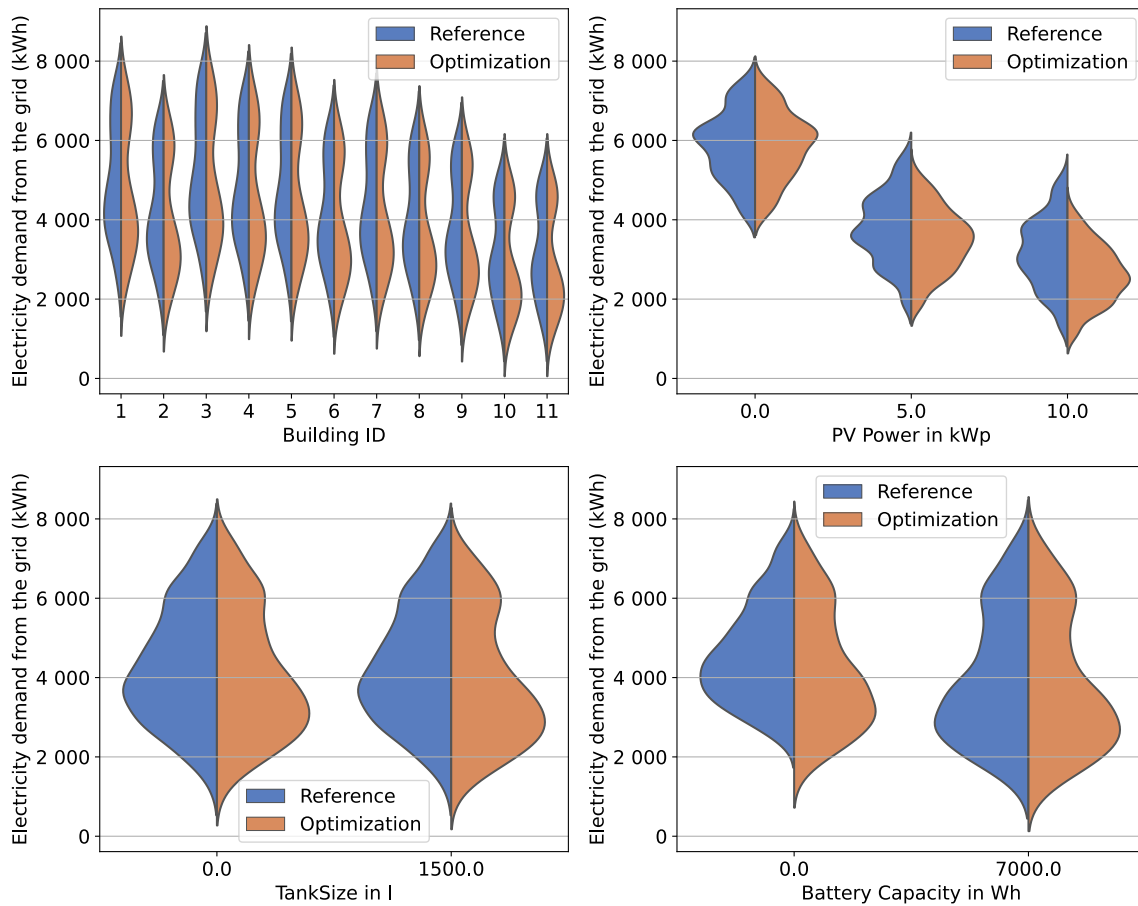 Electricity demand from the grid (kWh)
8 000
6 000
4 000
2 000
0
Reference
Optimization
1 2 3 4 5 6 7 8 9 10 11
Building ID
Electricity demand from the grid (kWh)
8 000
6 000
4 000
2 000
0
Reference
Optimization
0.0 5.0 10.0
PV Power in kWp
Electricity demand from the grid (kWh)
8 000
6 000
4 000
2 000
0
Reference
Optimization
0.0 1500.0
TankSize in l
Electricity demand from the grid (kWh)
8 000
6 000
4 000
2 000
0
Reference
Optimization
0.0 7000.0
Battery Capacity in Wh